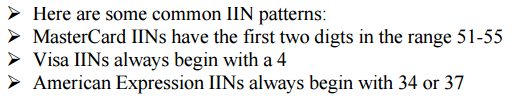 ➢ Here are some common IIN patterns:
➢ MasterCard IINs have the first two digts in the range 51-55
➢ Visa IINs always begin with a 4
➢ American Expression IINs always begin with 34 or 37